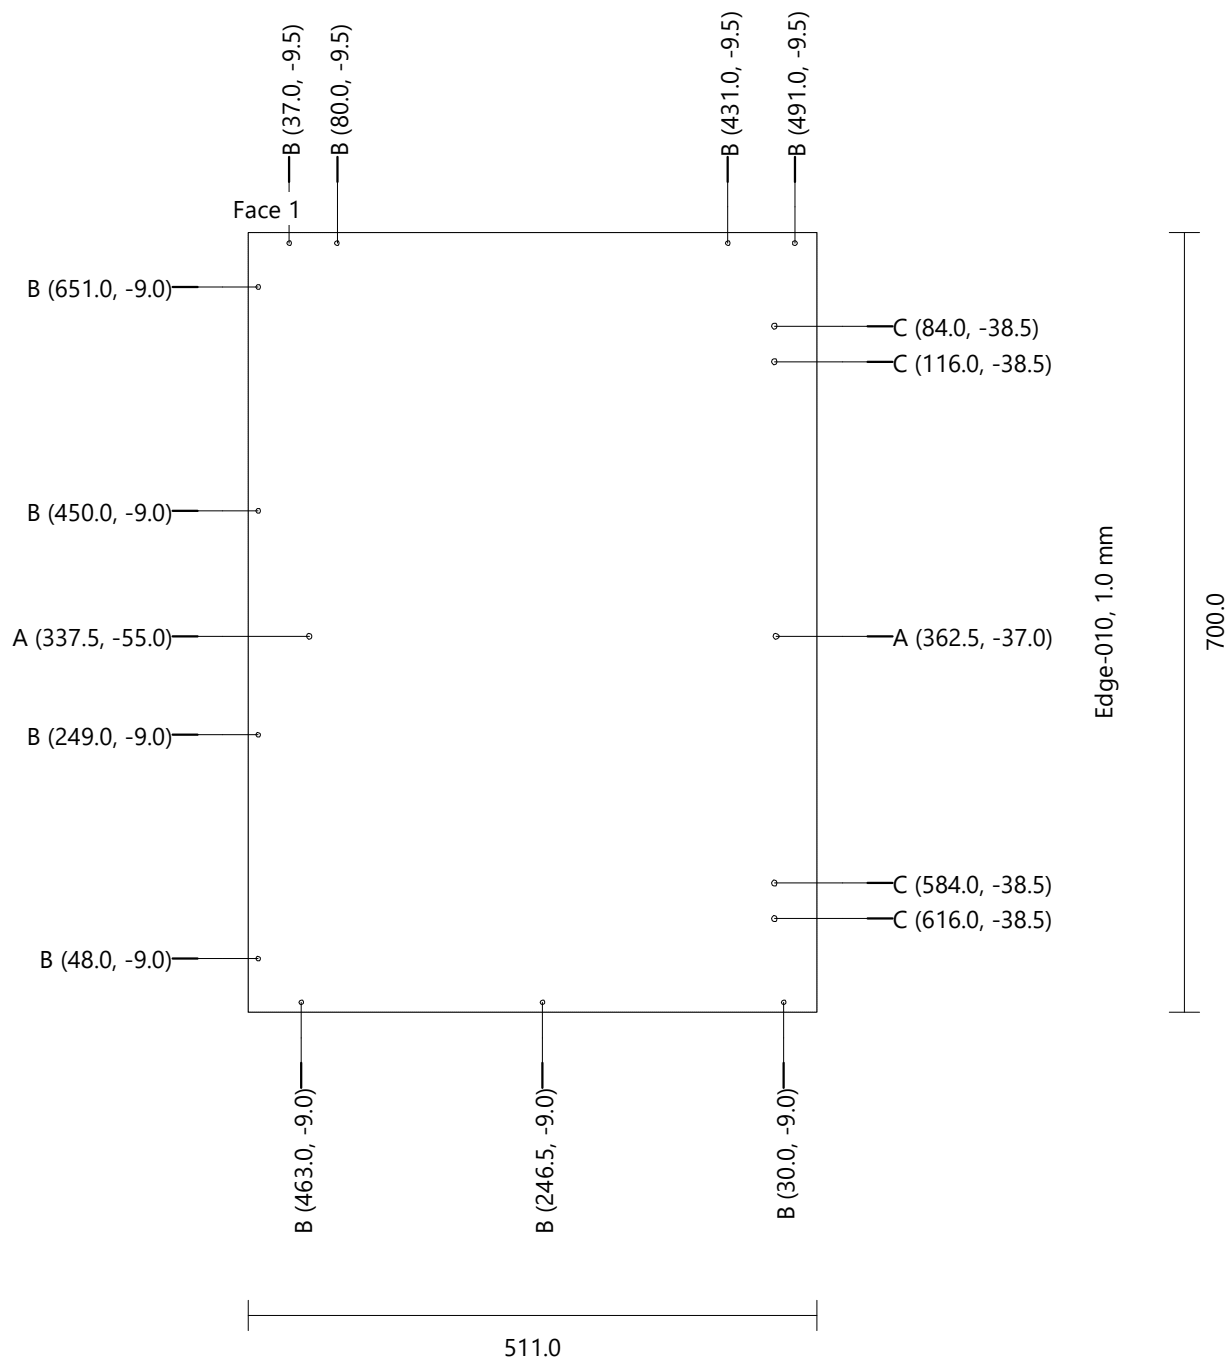 B (37.0, -9.5)
B (80.0, -9.5)
B (431.0, -9.5)
B (491.0, -9.5)
Face 1
B (651.0, -9.0)
C (84.0, -38.5)
C (116.0, -38.5)
B (450.0, -9.0)
Edge-010, 1.0 mm
700.0
A (337.5, -55.0)
A (362.5, -37.0)
B (249.0, -9.0)
C (584.0, -38.5)
C (616.0, -38.5)
B (48.0, -9.0)
B (463.0, -9.0)
B (246.5, -9.0)
B (30.0, -9.0)
511.0